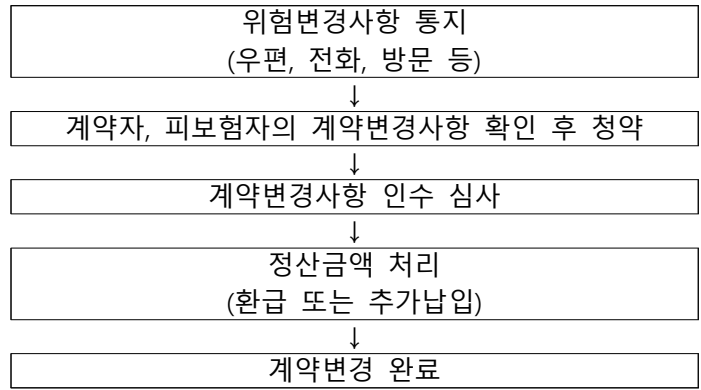 위험변경사항 통지
(우편, 전화, 방문 등)
↓
계약자, 피보험자의 계약변경사항 확인 후 청약
↓
계약변경사항 인수 심사
↓
정산금액 처리
(환급 또는 추가납입)
↓
계약변경 완료